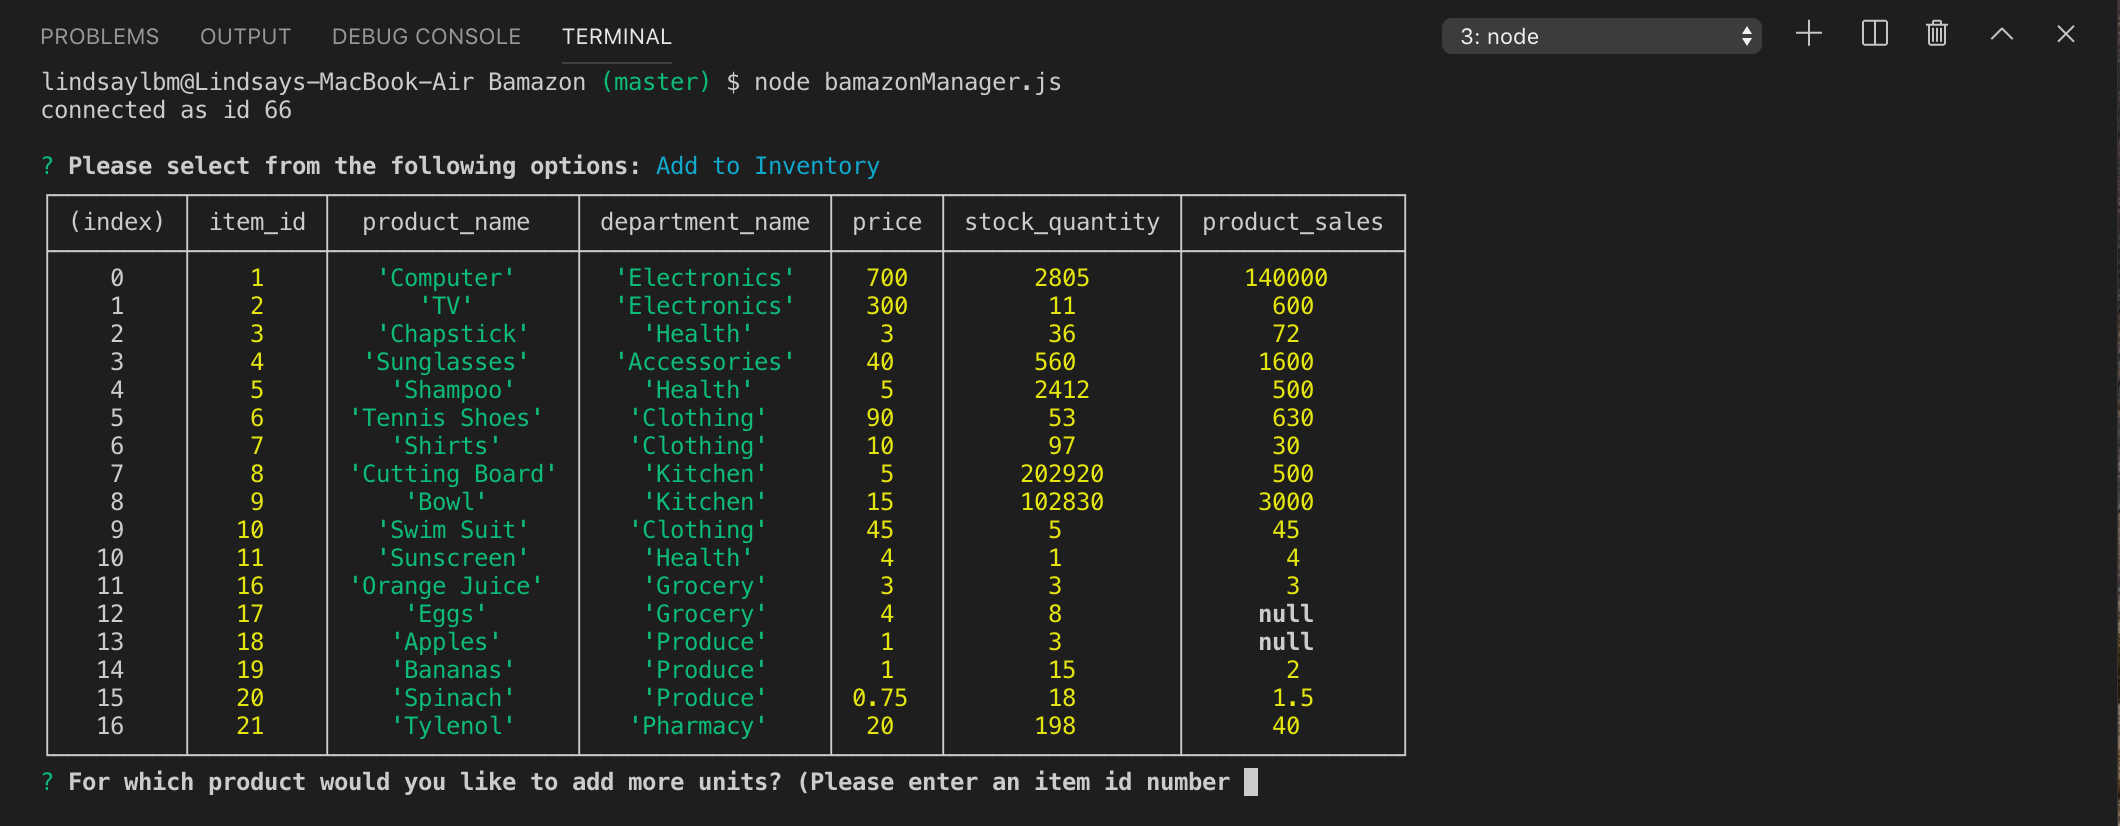 PROBLEMS OUTPUT DEBUG CONSOLE TERMINAL 3: node
lindsaylbm@Lindsays-MacBook-Air Bamazon (master) $ node bamazonManager.js
connected as id 66
? Please select from the following options: Add to Inventory
(index) item_id product_name department_name price stock_quantity product_sales
0 1 'Computer' 'Electronics' 700 2805 140000
1 2 'TV' 'Electronics' 300 11 600
2 3 'Chapstick' 'Health' 3 36 72
3 4 'Sunglasses' 'Accessories' 40 560 1600
4 5 'Shampoo' 'Health' 5 2412 500
5 6 'Tennis Shoes' 'Clothing' 90 53 630
6 7 'Shirts' 'Clothing' 10 97 30
7 8 'Cutting Board' 'Kitchen' 5 202920 500
8 9 'Bowl' 'Kitchen' 15 102830 3000
9 10 'Swim Suit' 'Clothing' 45 5 45
10 11 'Sunscreen' 'Health' 4 1 4
11 16 'Orange Juice' 'Grocery' 3 3 3
12 17 'Eggs' 'Grocery' 4 8 null
13 18 'Apples' 'Produce' 1 3 null
14 19 'Bananas' 'Produce' 1 15 2
15 20 'Spinach' 'Produce' 0.75 18 1.5
16 21 'Tylenol' 'Pharmacy' 20 198 40
? For which product would you like to add more units? (Please enter an item id number